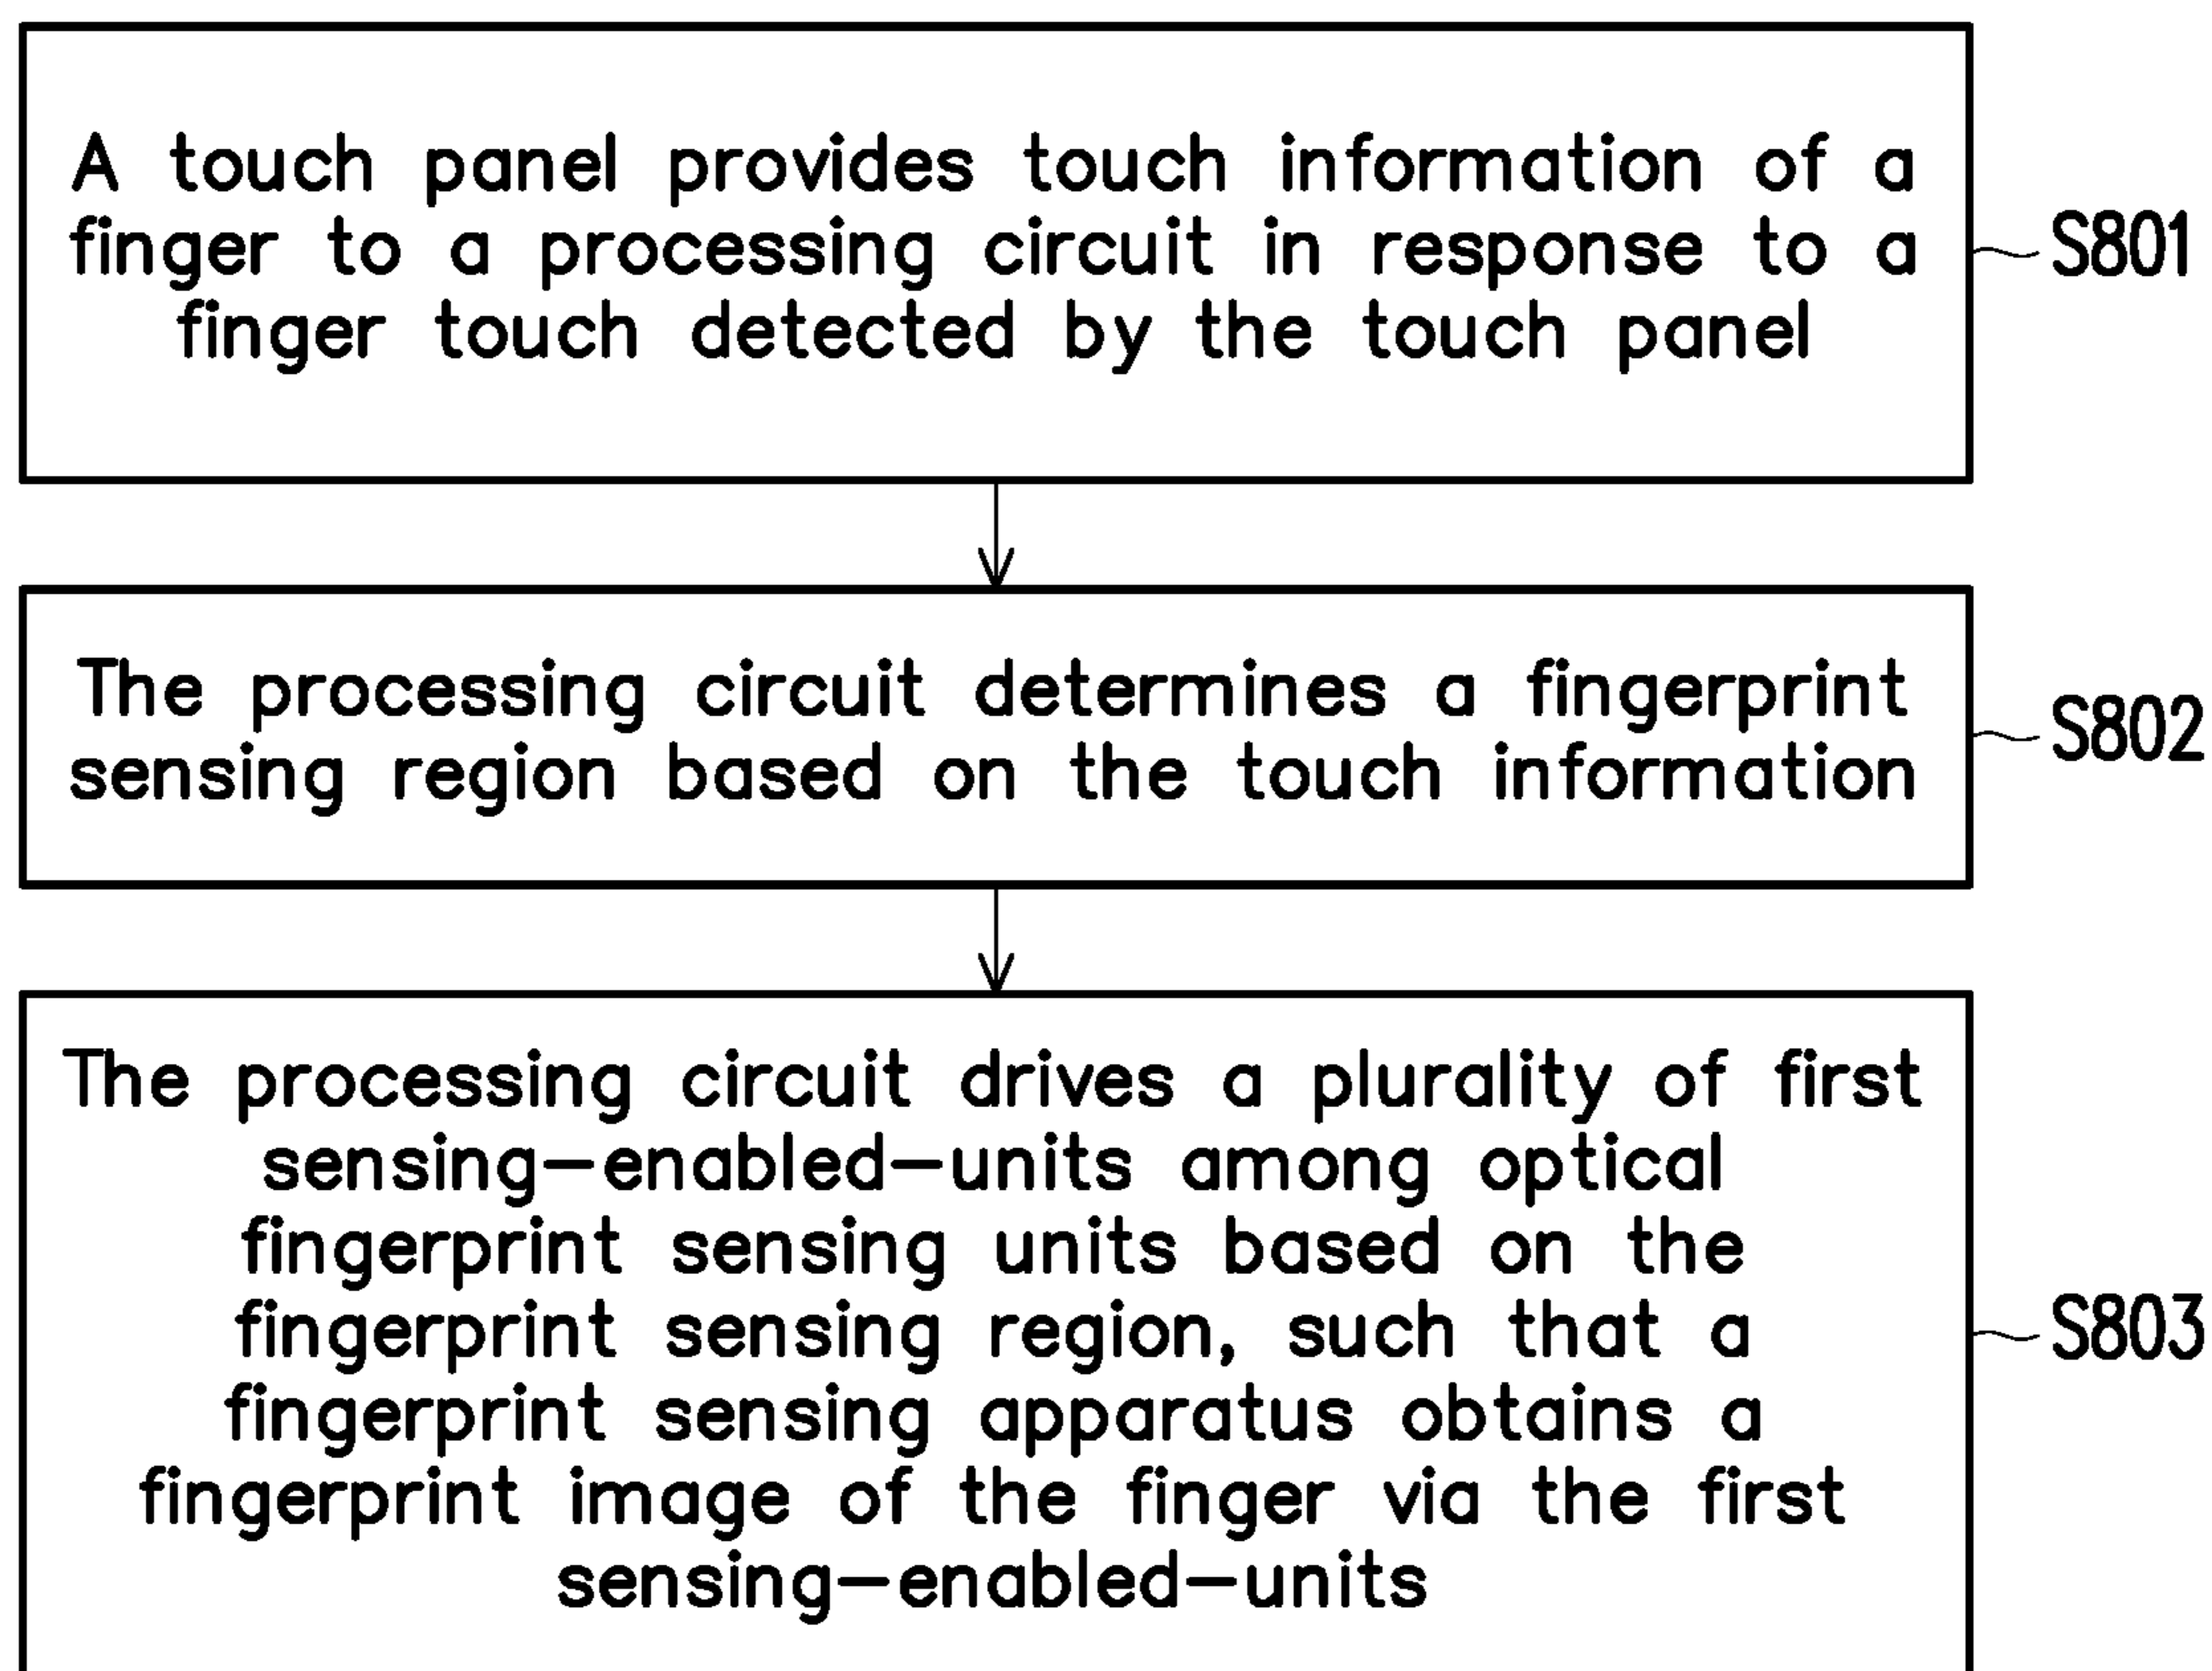 A touch panel provides touch information of a
finger to a processing circuit in response to a
finger touch detected by the touch panel
S801
The processing circuit determines a fingerprint
sensing region based on the touch information
S802
The processing circuit drives a plurality of first
sensing-enabled-units among optical
fingerprint sensing units based on the
fingerprint sensing region, such that a
fingerprint sensing apparatus obtains a
fingerprint image of the finger via the first
sensing-enabled-units
S803